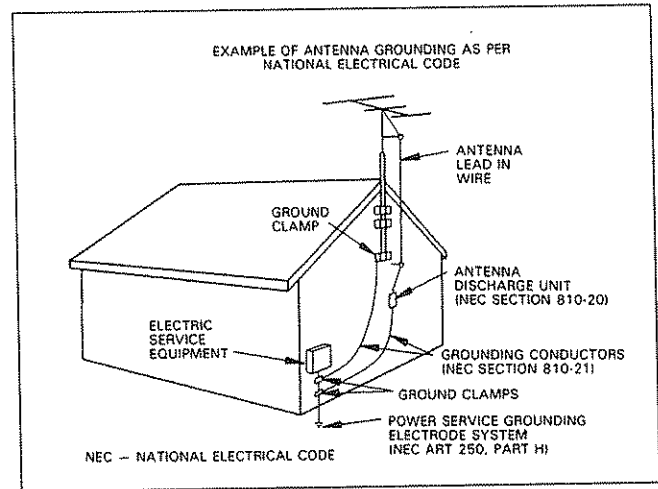 EXAMPLE OF ANTENNA GROUNDING AS PER
NATIONAL ELECTRICAL CODE
ANTENNA
LEAD IN
WIRE
GROUND
CLAMP
ANTENNA
DISCHARGE UNIT
(NEC SECTION 810-20)
ELECTRIC
SERVICE
EQUIPMENT
GROUNDING CONDUCTORS
(NEC SECTION 810-21)
GROUND CLAMPS
POWER SERVICE GROUNDING
ELECTRODE SYSTEM
(NEC ART 250, PART H)
NEC — NATIONAL ELECTRICAL CODE